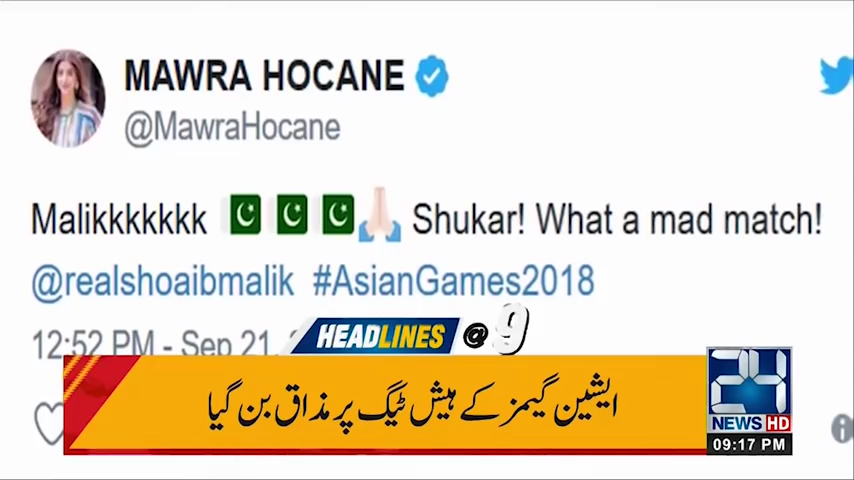 MAWRA HOCANE
@MawraHocane
Malikkkkkkk 🇵🇰🇵🇰🇵🇰🙏🏻 Shukar! What a mad match!
@realshoaibmalik #AsianGames2018
12:52 PM - Sep 21,
HEADLINES @ 9
ایشین گیمز کے ہیش ٹیگ پر مذاق بن گیا
24
NEWS HD
09:17 PM